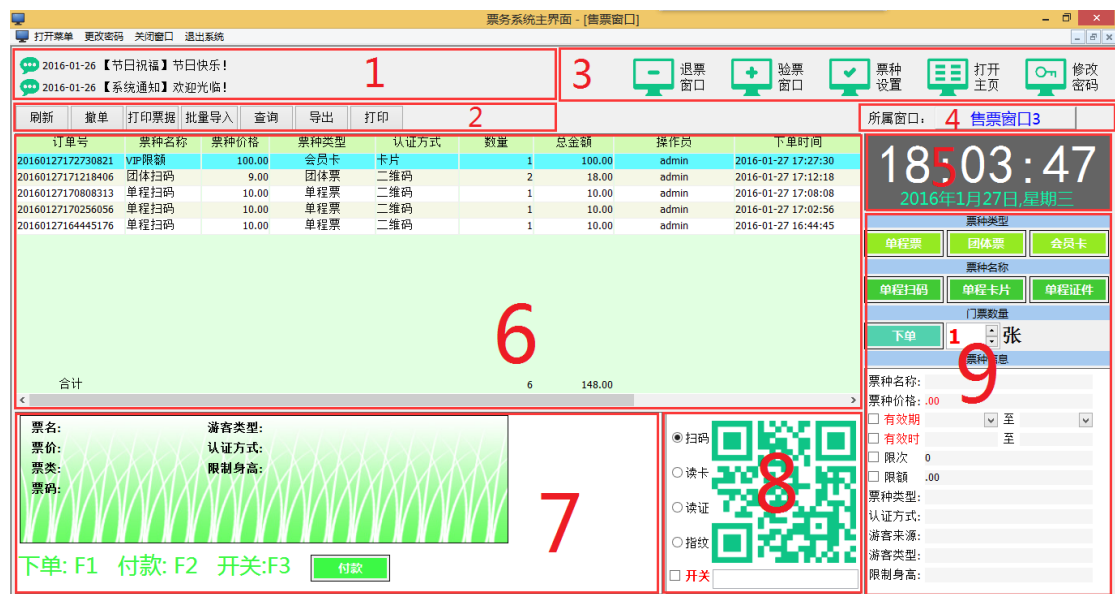 票务系统主界面 - [售票窗口]
打开菜单 更改密码 关闭窗口 退出系统
2016-01-26 【节日祝福】节日快乐!
2016-01-26 【系统通知】欢迎光临!
1
3
退票窗口
验票窗口
票种设置
打开主页
修改密码
刷新 撤单 打印票据 批量导入 查询 导出 打印
2
所属窗口: 4 售票窗口3
订单号 票种名称 票种价格 票种类型 认证方式 数量 总金额 操作员 下单时间
20160127172730821 VIP限额 100.00 会员卡 卡片 1 100.00 admin 2016-01-27 17:27:30
20160127171218406 团体扫码 9.00 团体票 二维码 2 18.00 admin 2016-01-27 17:12:18
20160127170808313 单程扫码 10.00 单程票 二维码 1 10.00 admin 2016-01-27 17:08:08
20160127170256056 单程扫码 10.00 单程票 二维码 1 10.00 admin 2016-01-27 17:02:56
20160127164445176 单程扫码 10.00 单程票 二维码 1 10.00 admin 2016-01-27 16:44:45
6
合计 6 148.00
18:03:47
5
2016年1月27日,星期三
票种类型
单程票 团体票 会员卡
票种名称
单程扫码 单程卡片 单程证件
门票数量
下单 1 张
票种信息
9
票种名称:
票种价格: .00
有效期 至
有效时 至
限次 0
限额 .00
票种类型:
认证方式:
游客来源:
游客类型:
限制身高:
票名: 游客类型:
票价: 认证方式:
票类: 限制身高:
票码:
7
下单: F1 付款: F2 开关:F3 付款
扫码
读卡
读证
指纹
开关
8